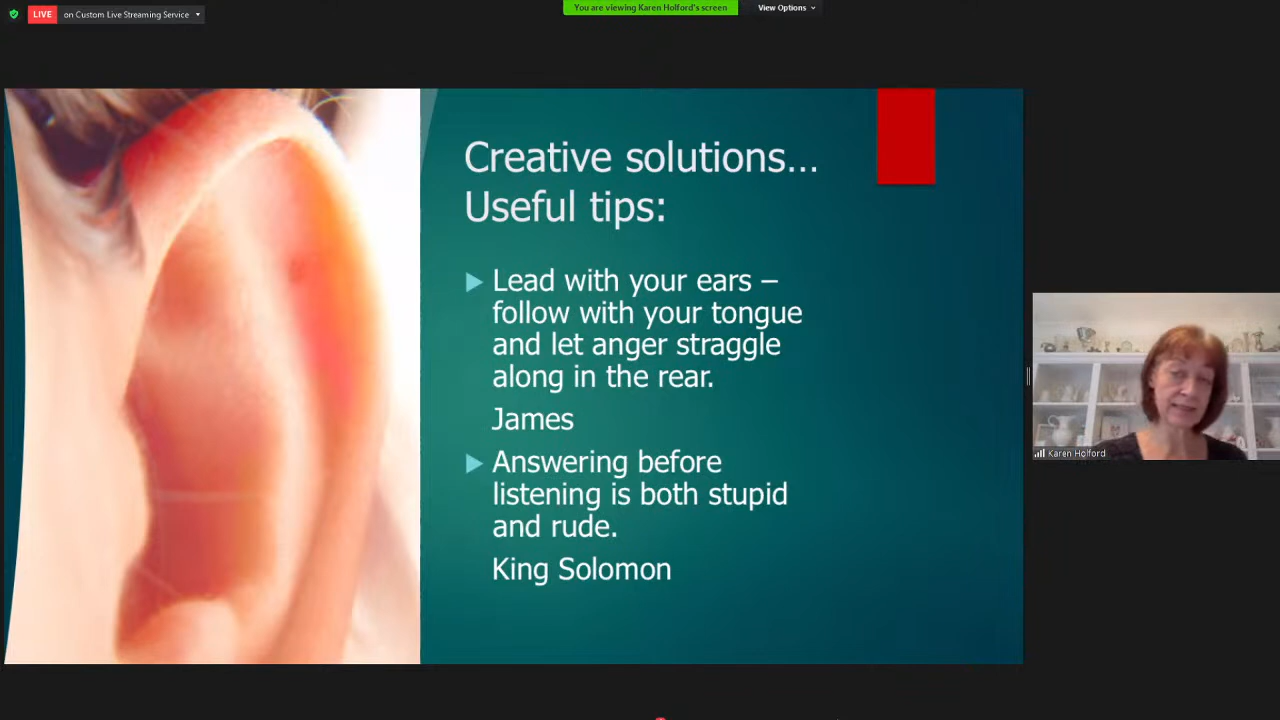 LIVE on Custom Live Streaming Service
You are viewing Karen Holford's screen
View Options
Creative solutions…
Useful tips:
Lead with your ears –
follow with your tongue
and let anger straggle
along in the rear.
James
Answering before
listening is both stupid
and rude.
King Solomon
Karen Holford